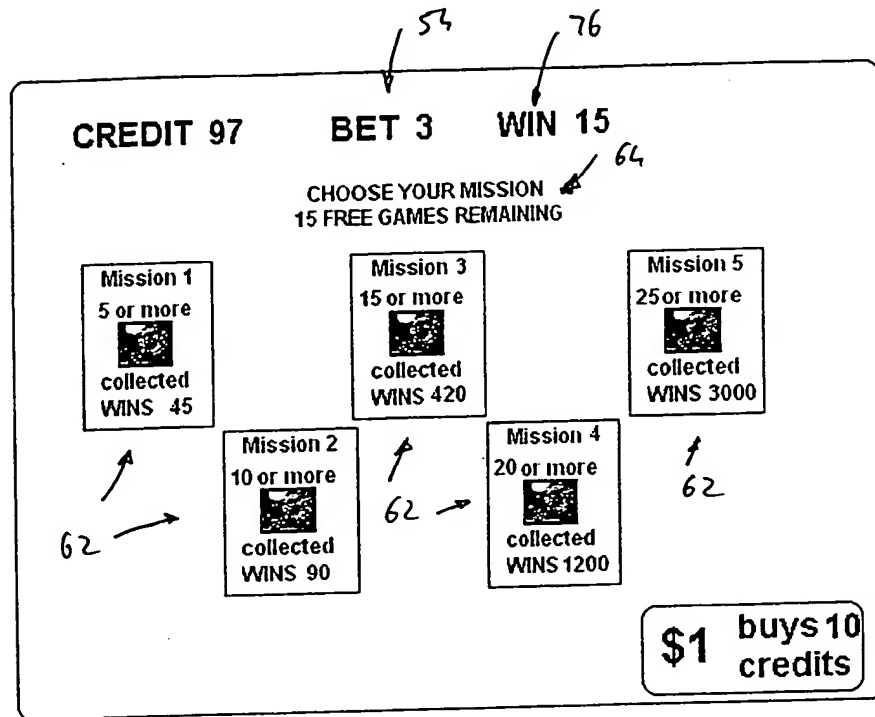 54 76
CREDIT 97 BET 3 WIN 15
64
CHOOSE YOUR MISSION
15 FREE GAMES REMAINING
Mission 1
5 or more
collected
WINS 45
Mission 3
15 or more
collected
WINS 420
Mission 5
25 or more
collected
WINS 3000
Mission 2
10 or more
collected
WINS 90
Mission 4
20 or more
collected
WINS 1200
62 62 62
$1 buys 10
credits